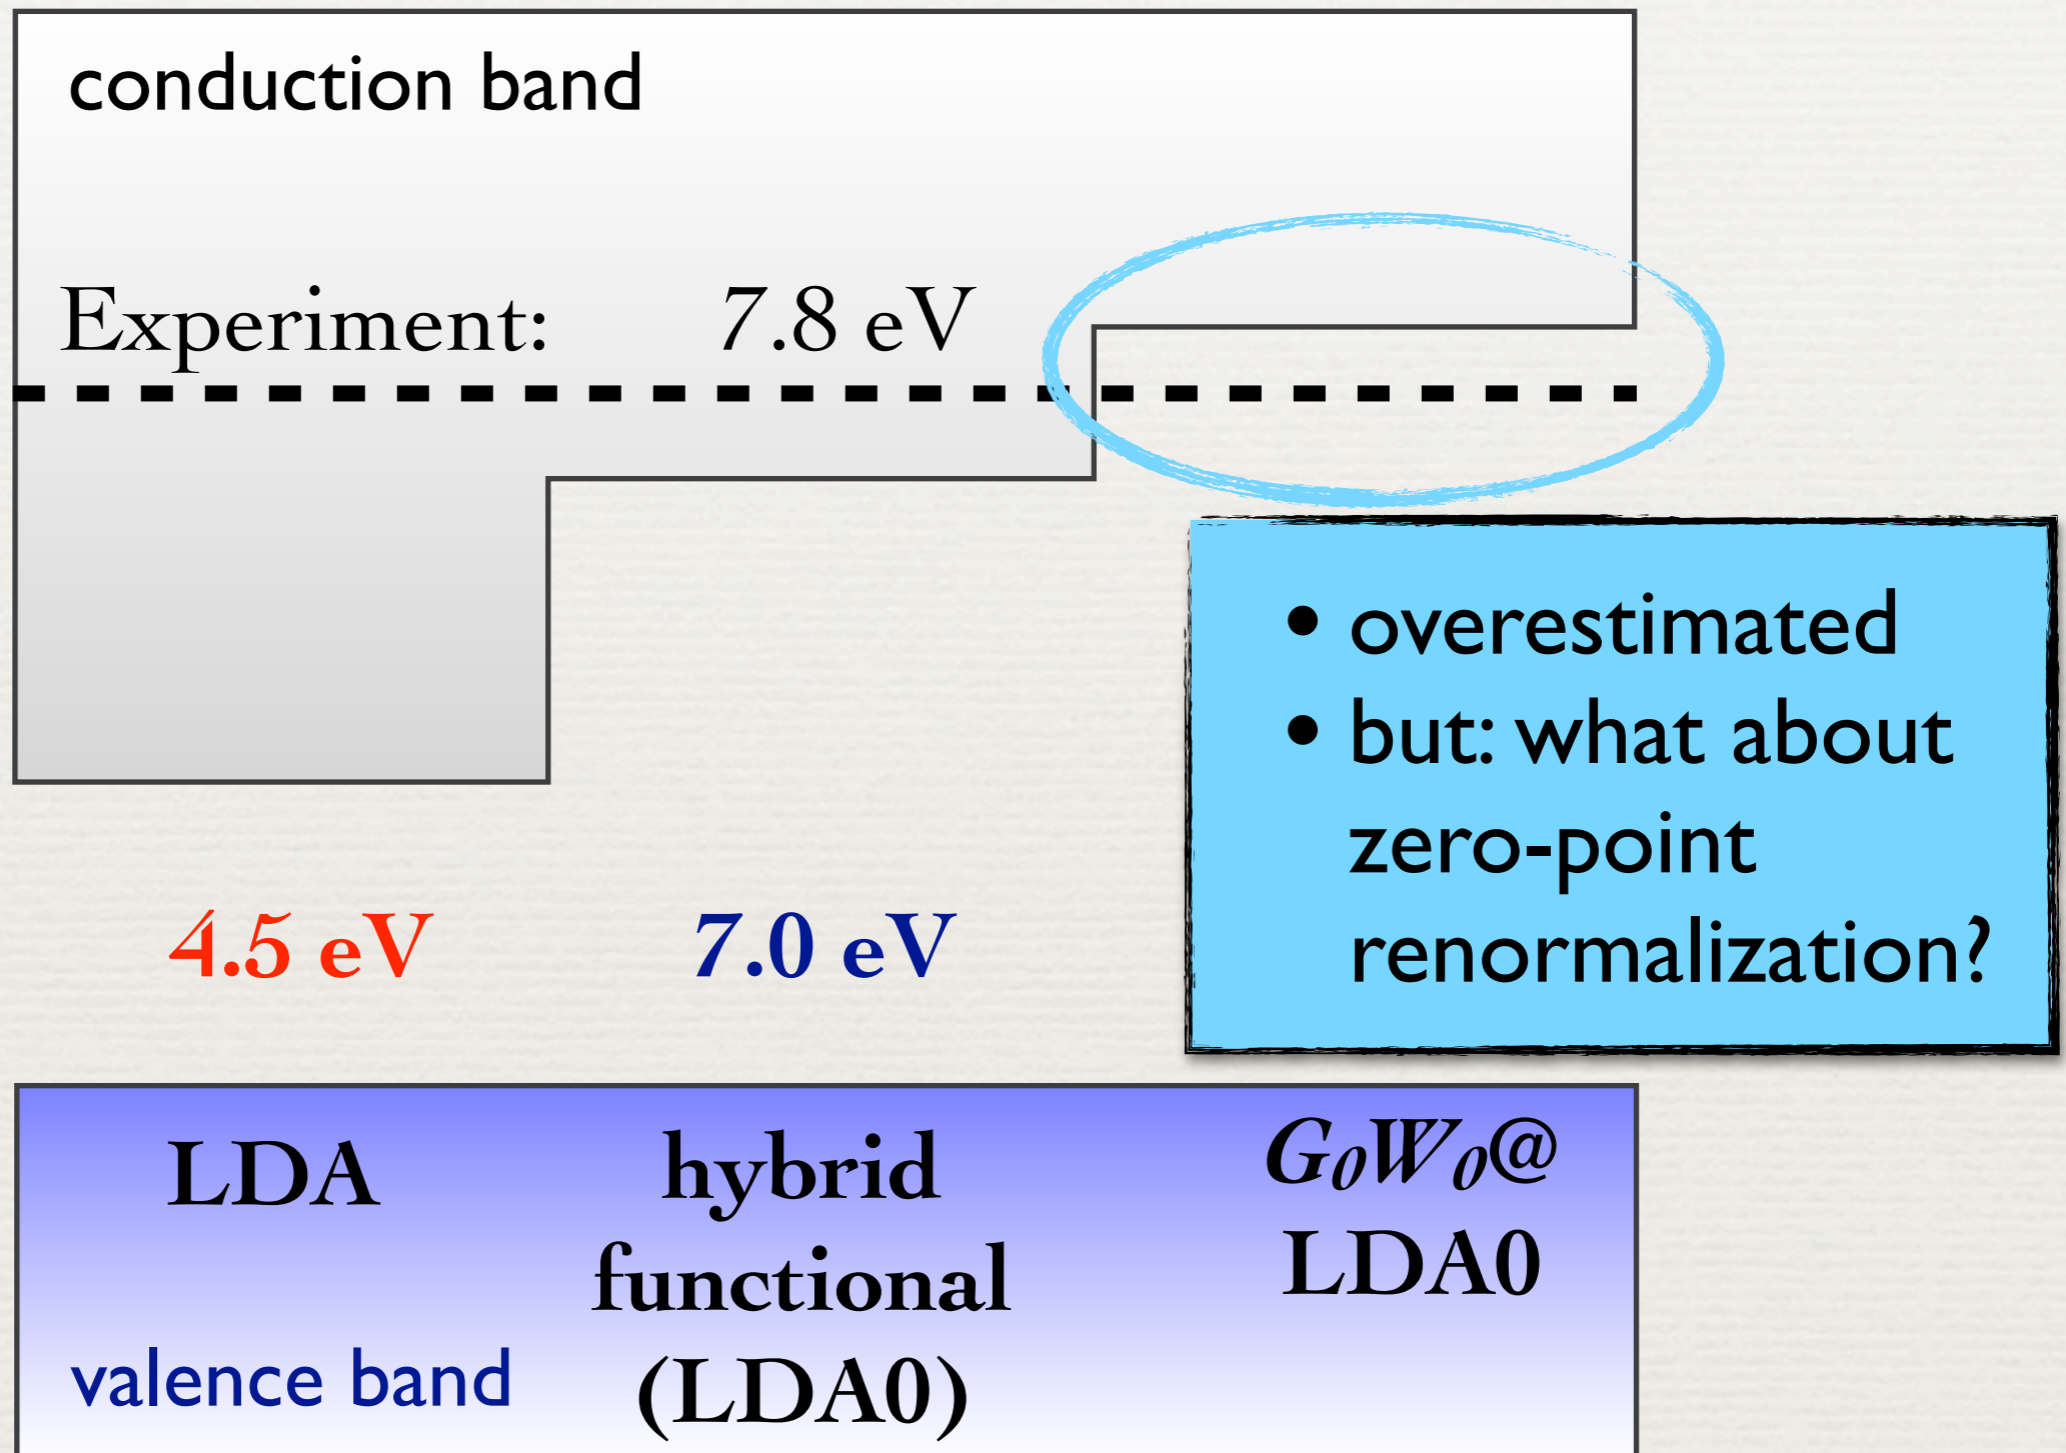 conduction band
Experiment: 7.8 eV
• overestimated
• but: what about
zero-point
renormalization?
4.5 eV
7.0 eV
LDA
hybrid
functional
(LDA0)
G₀W₀@
LDA0
valence band